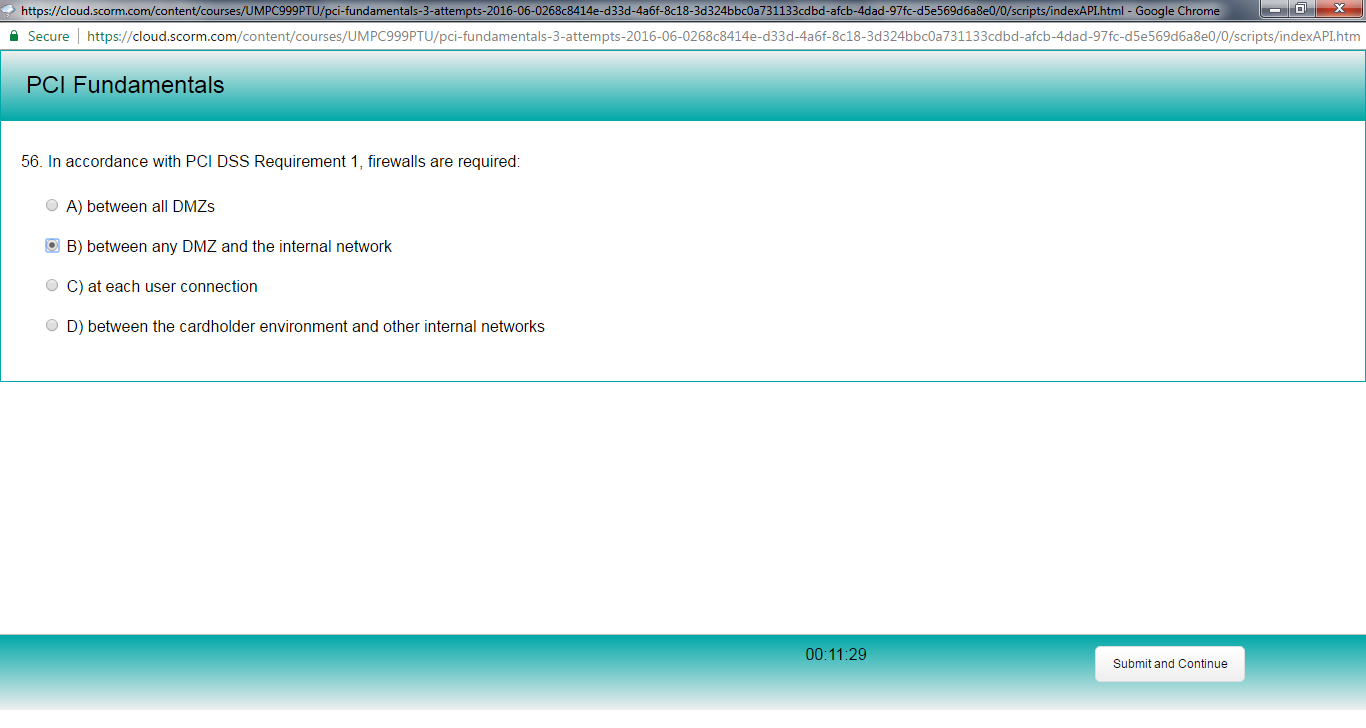 https://cloud.scorm.com/content/courses/UMPC999PTU/pci-fundamentals-3-attempts-2016-06-0268c8414e-d33d-4a6f-8c18-3d324bbc0a731133cdbd-afcb-4dad-97fc-d5e569d6a8e0/0/scripts/indexAPI.html - Google Chrome
Secure https://cloud.scorm.com/content/courses/UMPC999PTU/pci-fundamentals-3-attempts-2016-06-0268c8414e-d33d-4a6f-8c18-3d324bbc0a731133cdbd-afcb-4dad-97fc-d5e569d6a8e0/0/scripts/indexAPI.htm
PCI Fundamentals
56. In accordance with PCI DSS Requirement 1, firewalls are required:
A) between all DMZs
B) between any DMZ and the internal network
C) at each user connection
D) between the cardholder environment and other internal networks
00:11:29
Submit and Continue